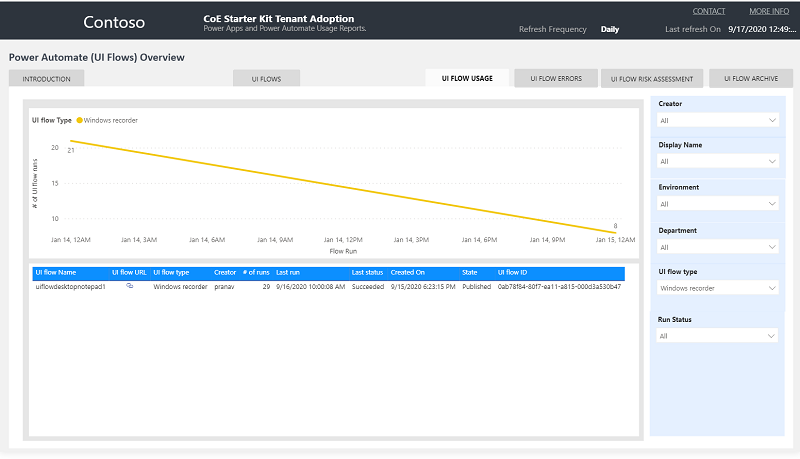 Contoso
CoE Starter Kit Tenant Adoption
Power Apps and Power Automate Usage Reports.
CONTACT MORE INFO
Refresh Frequency Daily Last refresh On 9/17/2020 12:49:...
Power Automate (UI Flows) Overview
INTRODUCTION UI FLOWS UI FLOW USAGE UI FLOW ERRORS UI FLOW RISK ASSESSMENT UI FLOW ARCHIVE
UI flow Type Windows recorder
# of UI flow runs
20
15
10
21
8
Jan 14, 12AM Jan 14, 3AM Jan 14, 6AM Jan 14, 9AM Jan 14, 12PM Jan 14, 3PM Jan 14, 6PM Jan 14, 9PM Jan 15, 12AM
Flow Run
UI flow Name UI flow URL UI flow type Creator # of runs Last run Last status Created On State UI flow ID
uiflowdesktopnotepad1 Windows recorder pranav 29 9/16/2020 10:00:08 AM Succeeded 9/15/2020 6:23:15 PM Published 0ab78f84-80f7-ea11-a815-000d3a530b47
Creator
All
Display Name
All
Environment
All
Department
All
UI flow type
Windows recorder
Run Status
All